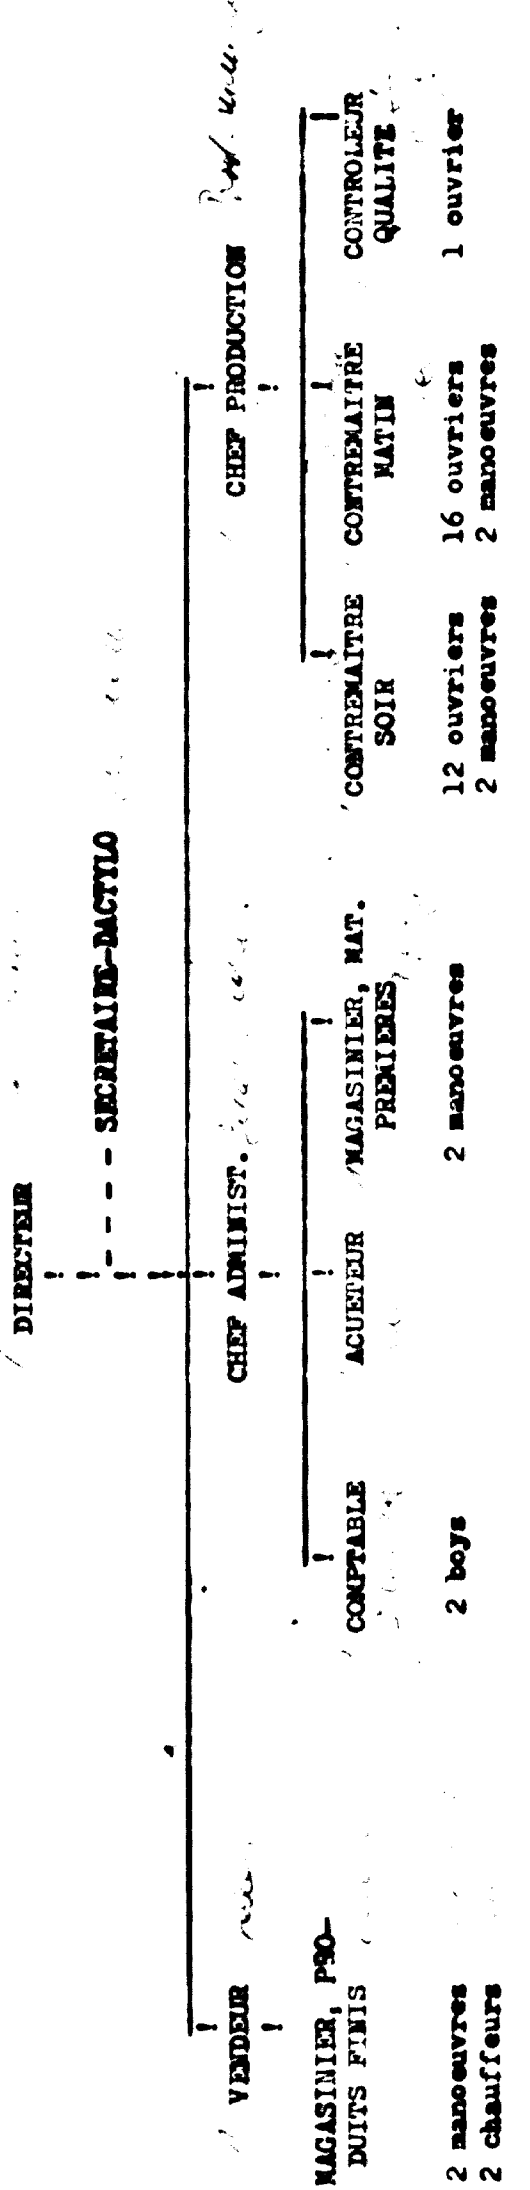 DIRECTEUR
SECRETAIRE-DACTYLO
VENDEUR
CHEF ADMINIST.
CHEF PRODUCTION
MAGASINIER, PRO-
DUITS FINIS
COMPTABLE
ACUETEUR
MAGASINIER, MAT.
PREMIERES
CONTREMAITRE
SOIR
CONTREMAITRE
MATIN
CONTROLEUR
QUALITE
2 manoeuvres
2 chauffeurs
2 boys
2 manoeuvres
12 ouvriers
2 manoeuvres
16 ouvriers
2 manoeuvres
1 ouvrier